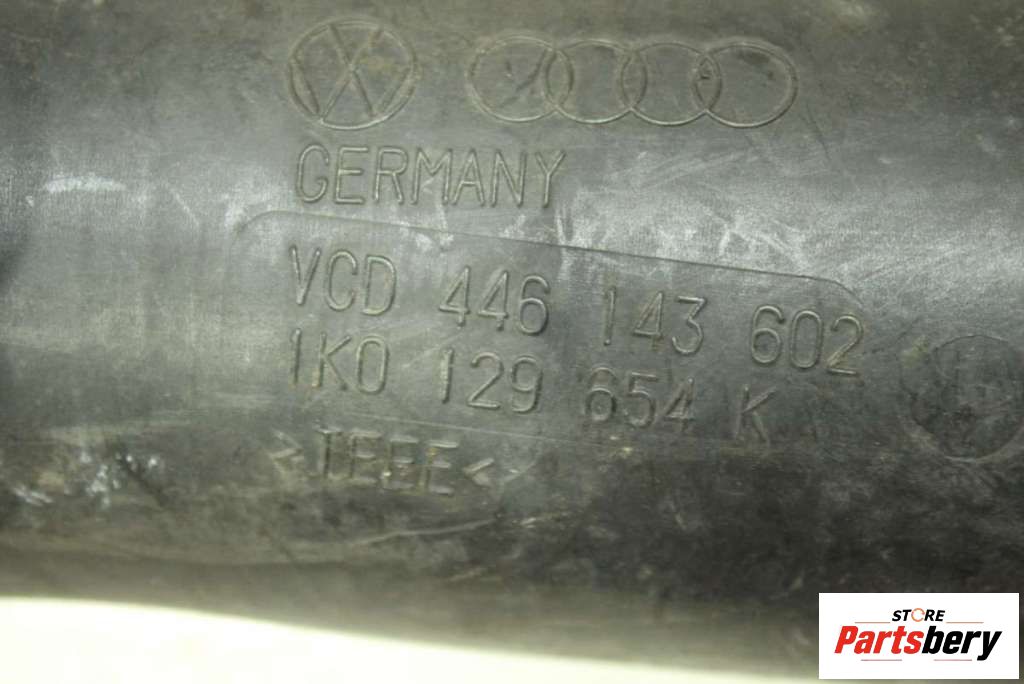 GERMANY
VCD 446 143 602
1K0 129 654 K
>TEEE<
STORE
Partsbery